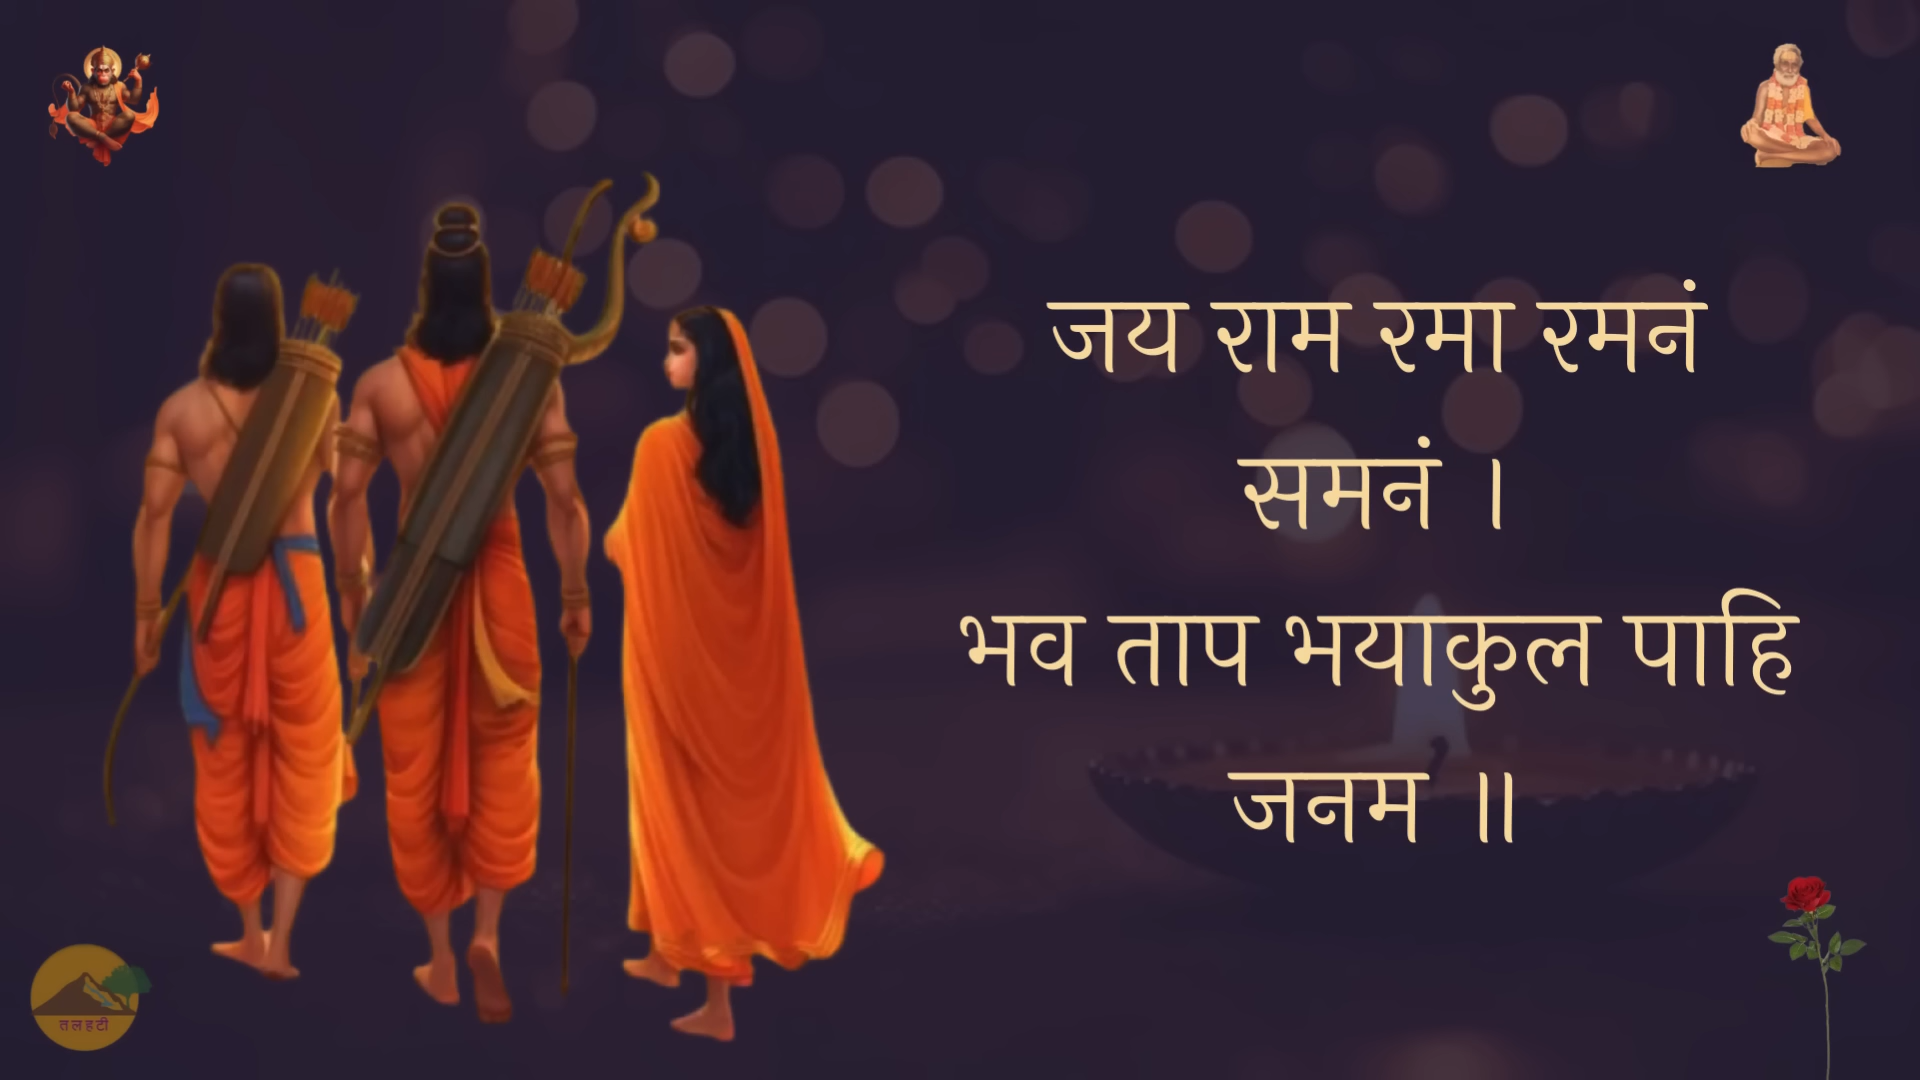 जय राम रमा रमनं
समनं ।
भव ताप भयाकुल पाहि
जनम ॥
तलहटी